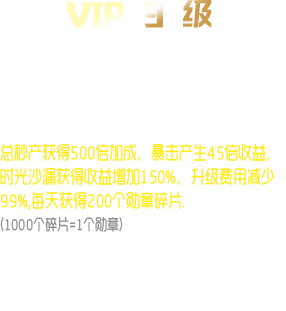 VIP 9 级
总秒产获得500倍加成, 暴击产生45倍收益,
时光沙漏获得收益增加150%, 升级费用减少
99%,每天获得200个勋章碎片.
(1000个碎片=1个勋章)